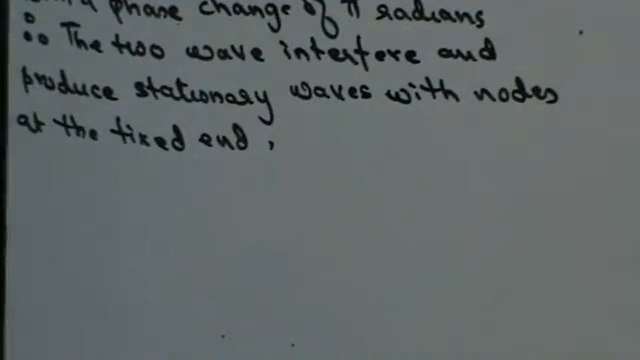 phase change of π radians
∴ The two wave interfere and
produce stationary waves with nodes
at the fixed end,